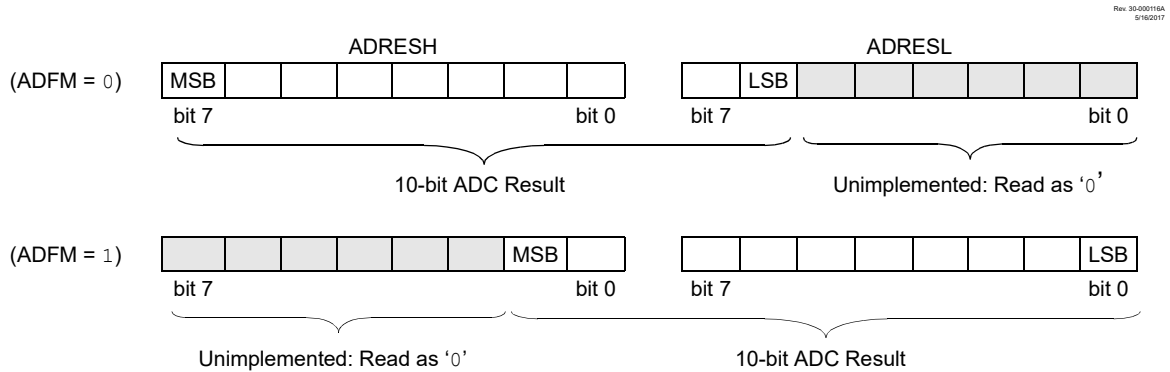 Rev. 30-000116A
5/16/2017
ADRESH ADRESL
(ADFM = 0) MSB LSB
bit 7 bit 0 bit 7 bit 0
10-bit ADC Result Unimplemented: Read as ‘0’
(ADFM = 1) MSB LSB
bit 7 bit 0 bit 7 bit 0
Unimplemented: Read as ‘0’ 10-bit ADC Result